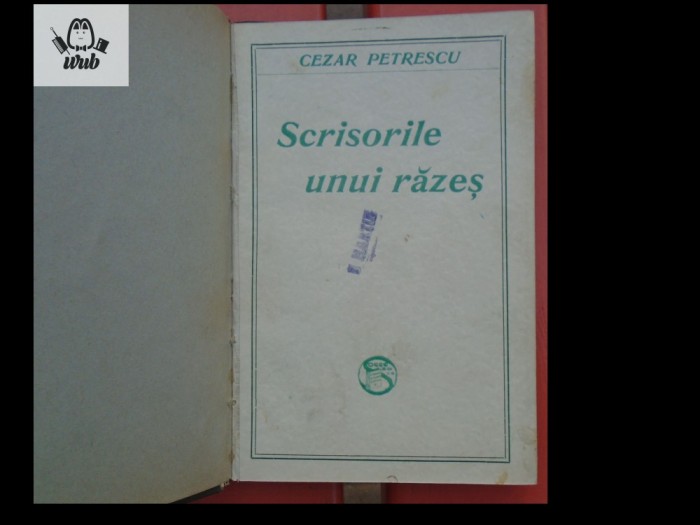 wub
CEZAR PETRESCU
Scrisorile
unui răzeș